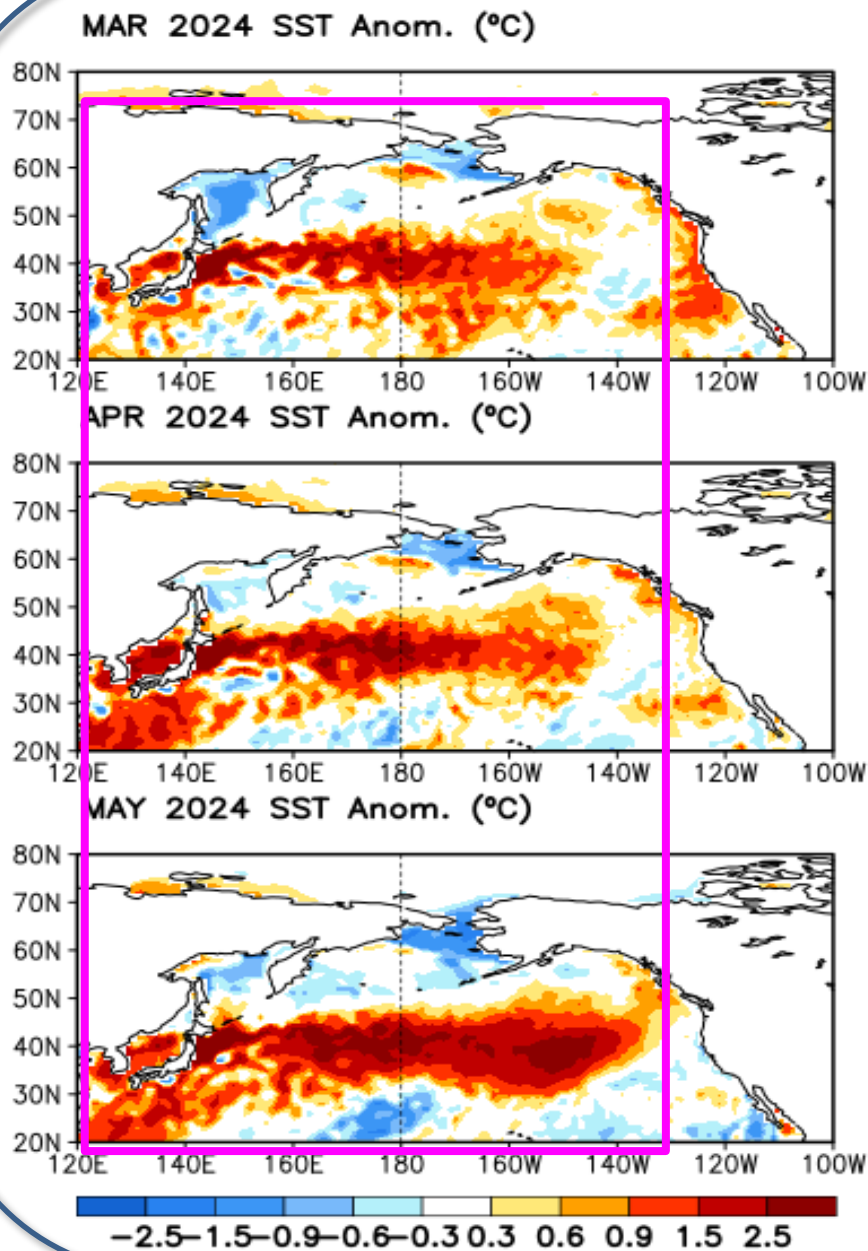 MAR 2024 SST Anom. (°C)
80N
70N
60N
50N
40N
30N
20N
120E 140E 160E 180 160W 140W 120W 100W
APR 2024 SST Anom. (°C)
80N
70N
60N
50N
40N
30N
20N
120E 140E 160E 180 160W 140W 120W 100W
MAY 2024 SST Anom. (°C)
80N
70N
60N
50N
40N
30N
20N
120E 140E 160E 180 160W 140W 120W 100W
-2.5 -1.5 -0.9 -0.6 -0.3 0.3 0.6 0.9 1.5 2.5